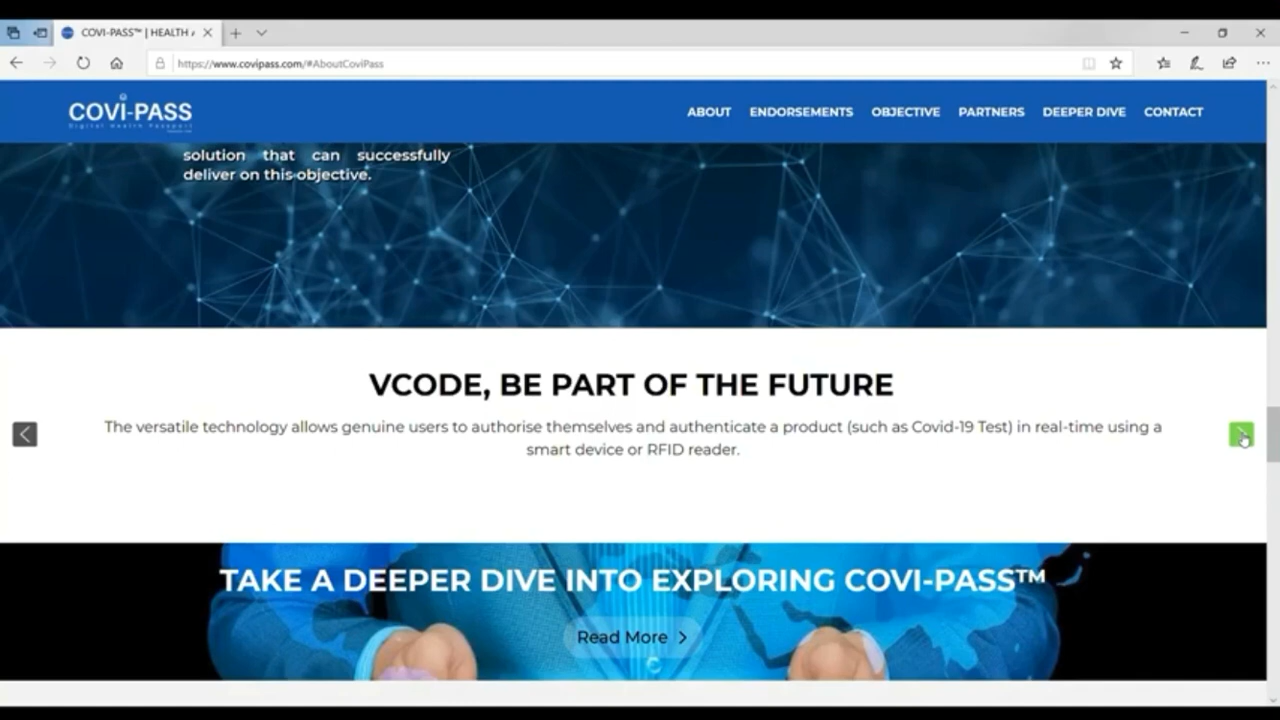 COVI-PASS™ | HEALTH
https://www.covipass.com/#AboutCoviPass
COVI-PASS
Digital Health Passport
ABOUT ENDORSEMENTS OBJECTIVE PARTNERS DEEPER DIVE CONTACT
solution that can successfully
deliver on this objective.
VCODE, BE PART OF THE FUTURE
The versatile technology allows genuine users to authorise themselves and authenticate a product (such as Covid-19 Test) in real-time using a
smart device or RFID reader.
TAKE A DEEPER DIVE INTO EXPLORING COVI-PASS™
Read More